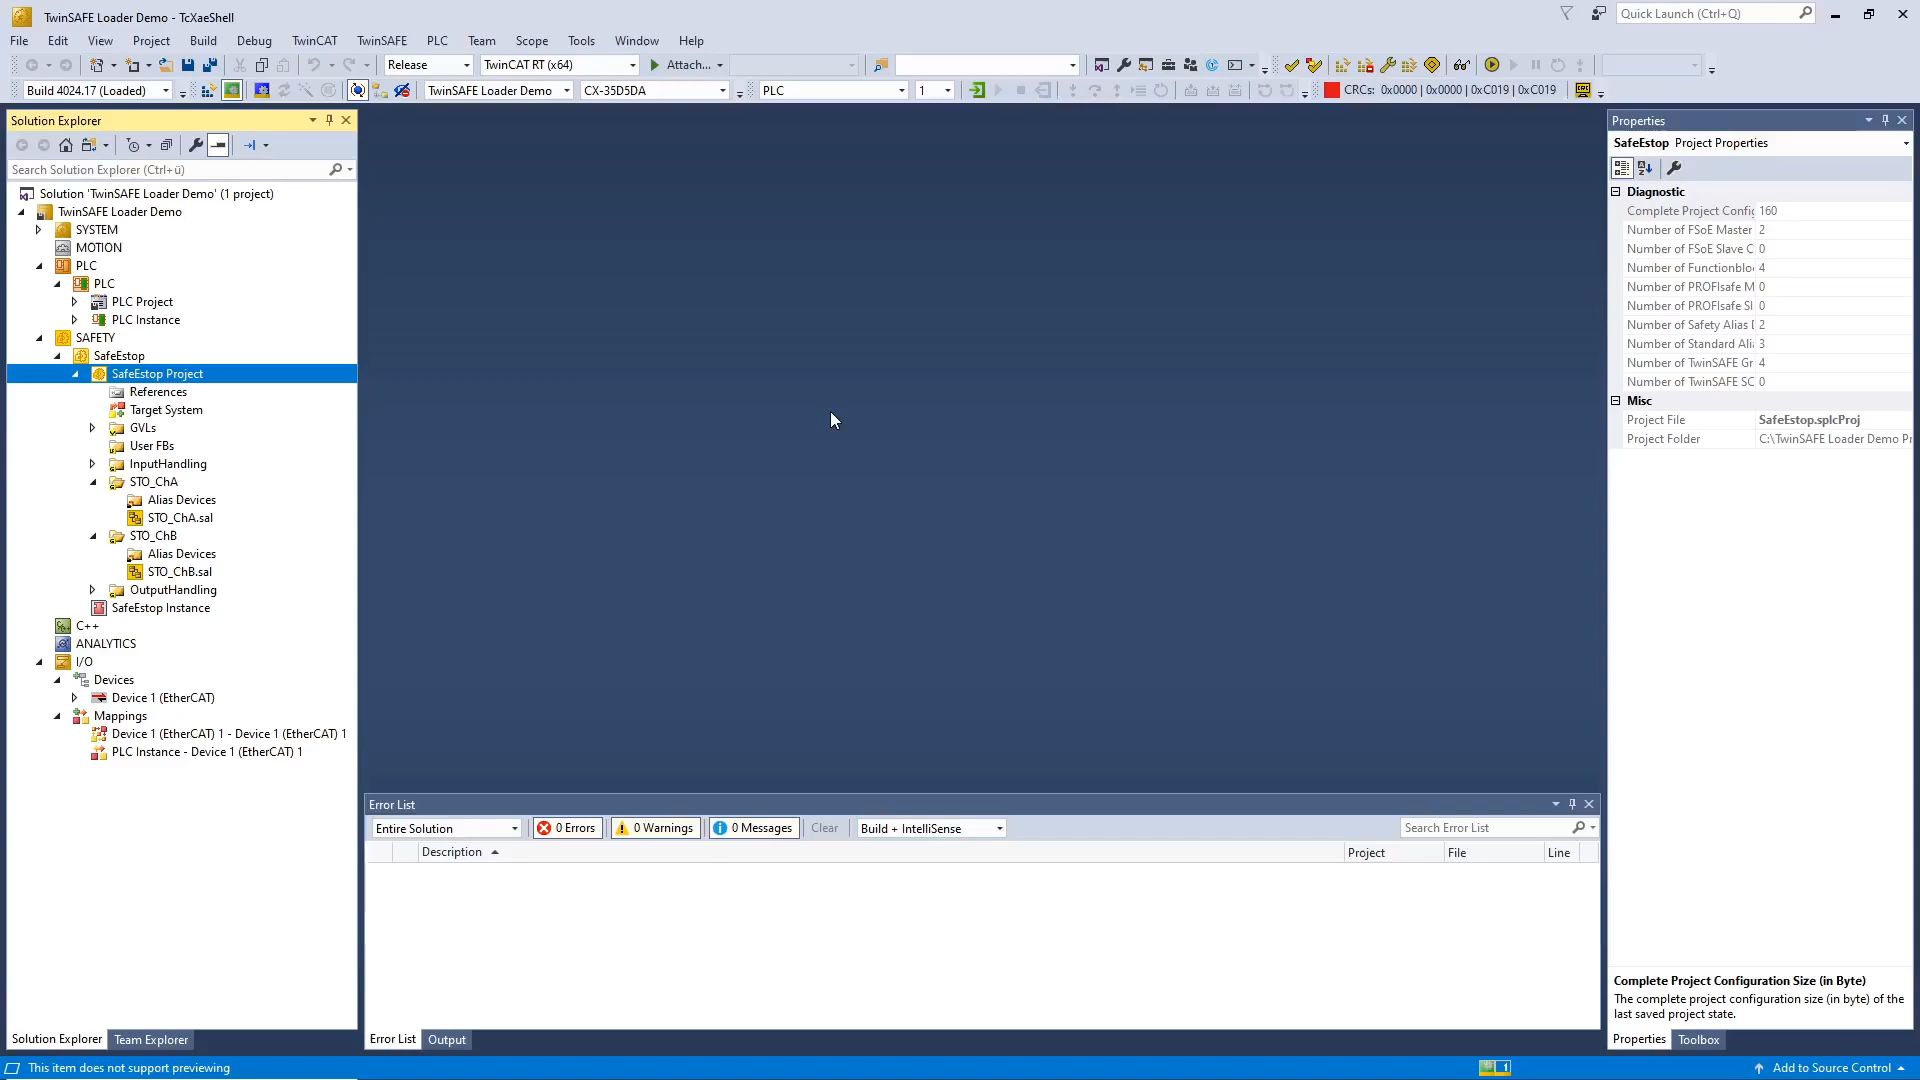 TwinSAFE Loader Demo - TcXaeShell
Quick Launch (Ctrl+Q)
File Edit View Project Build Debug TwinCAT TwinSAFE PLC Team Scope Tools Window Help
Release TwinCAT RT (x64) Attach...
Build 4024.17 (Loaded) TwinSAFE Loader Demo CX-35D5DA PLC 1 CRCs: 0x0000 | 0x0000 | 0xC019 | 0xC019
Solution Explorer
Search Solution Explorer (Ctrl+ü)
Solution 'TwinSAFE Loader Demo' (1 project)
TwinSAFE Loader Demo
SYSTEM
MOTION
PLC
PLC
PLC Project
PLC Instance
SAFETY
SafeEstop
SafeEstop Project
References
Target System
GVLs
User FBs
InputHandling
STO_ChA
Alias Devices
STO_ChA.sal
STO_ChB
Alias Devices
STO_ChB.sal
OutputHandling
SafeEstop Instance
C++
ANALYTICS
I/O
Devices
Device 1 (EtherCAT)
Mappings
Device 1 (EtherCAT) 1 - Device 1 (EtherCAT) 1
PLC Instance - Device 1 (EtherCAT) 1
Solution Explorer Team Explorer
Error List
Entire Solution 0 Errors 0 Warnings 0 Messages Clear Build + IntelliSense Search Error List
Description Project File Line
Error List Output
Properties
SafeEstop Project Properties
Diagnostic
Complete Project Config 160
Number of FSoE Master 2
Number of FSoE Slave C 0
Number of Functionblo 4
Number of PROFIsafe M 0
Number of PROFIsafe Sl 0
Number of Safety Alias D 2
Number of Standard Ali 3
Number of TwinSAFE Gr 4
Number of TwinSAFE SC 0
Misc
Project File SafeEstop.splcProj
Project Folder C:\TwinSAFE Loader Demo Pr
Complete Project Configuration Size (in Byte)
The complete project configuration size (in byte) of the
last saved project state.
Properties Toolbox
This item does not support previewing
1
Add to Source Control